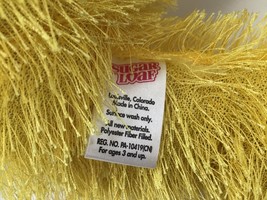 SUGAR
LOAF
Louisville, Colorado
Made in China.
Surface wash only.
All new materials.
Polyester Fiber Filled.
REG. NO. PA-10419(CN)
For ages 3 and up.